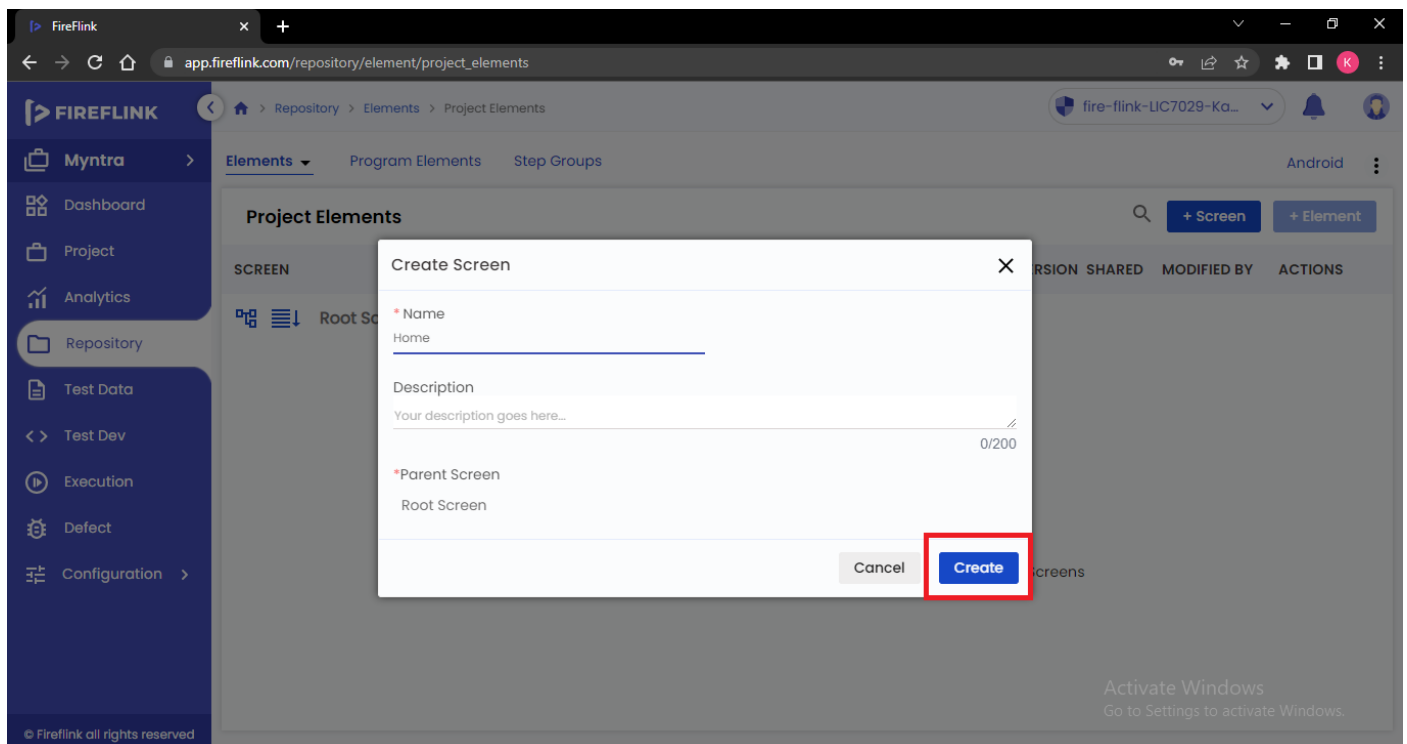 FireFlink
app.fireflink.com/repository/element/project_elements
K
FIREFLINK
> Repository > Elements > Project Elements
fire-flink-LIC7029-Ka...
Myntra >
Elements Program Elements Step Groups Android
Dashboard
Project Elements + Screen + Element
Project
SCREEN RSION SHARED MODIFIED BY ACTIONS
Create Screen
Analytics
* Name
Root Sc
Home
Repository
Test Data
Description
Your description goes here...
0/200
Test Dev
*Parent Screen
Execution
Root Screen
Defect
Configuration >
Cancel Create creens
Activate Windows
Go to Settings to activate Windows.
© Fireflink all rights reserved